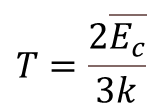 T = 2E̅c / 3k